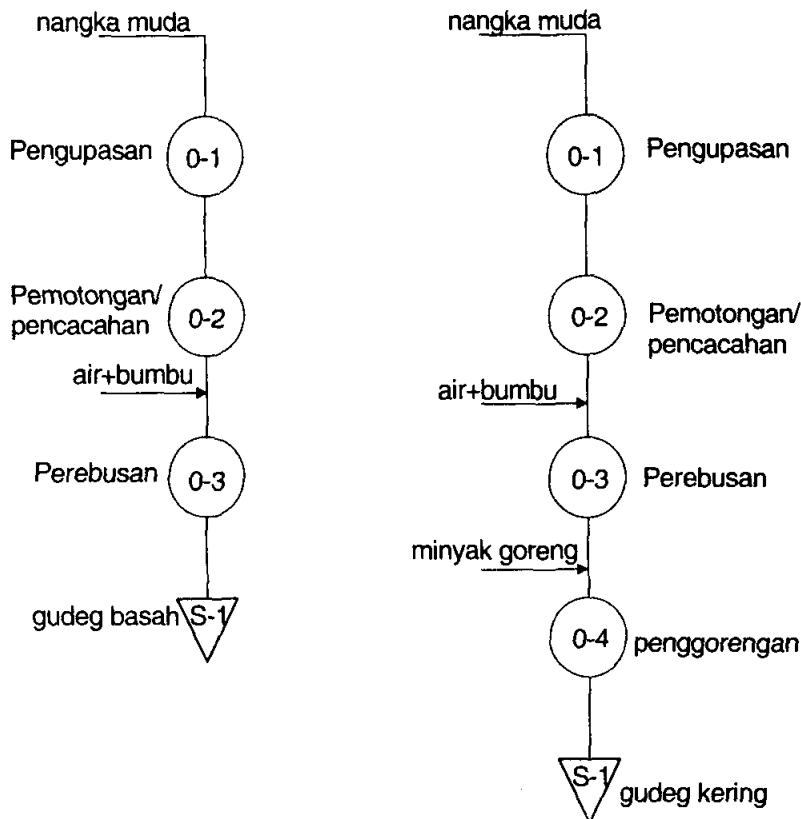 nangka muda
Pengupasan
0-1
Pemotongan/
pencacahan
0-2
air+bumbu
Perebusan
0-3
gudeg basah
S-1
nangka muda
0-1
Pengupasan
0-2
Pemotongan/
pencacahan
air+bumbu
0-3
Perebusan
minyak goreng
0-4
penggorengan
S-1
gudeg kering